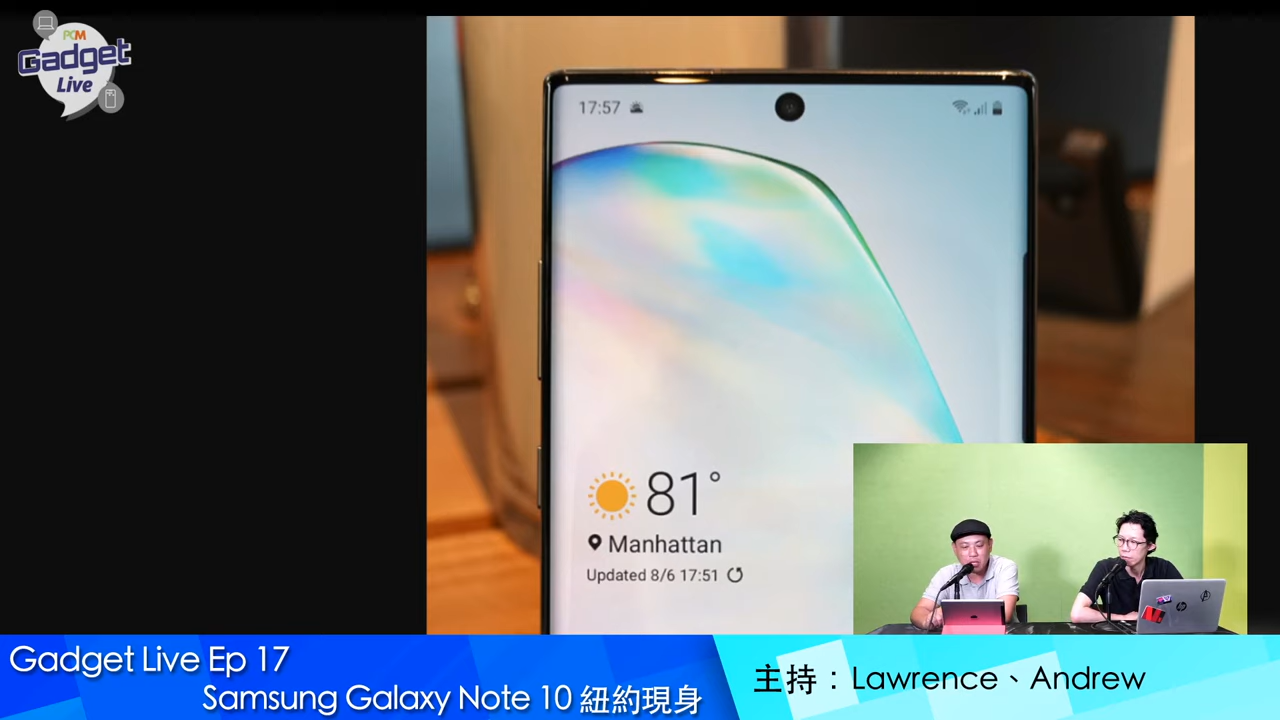 PCM
Gadget
Live
17:57
81°
Manhattan
Updated 8/6 17:51
Gadget Live Ep 17
Samsung Galaxy Note 10 紐約現身
主持：Lawrence、Andrew
hp